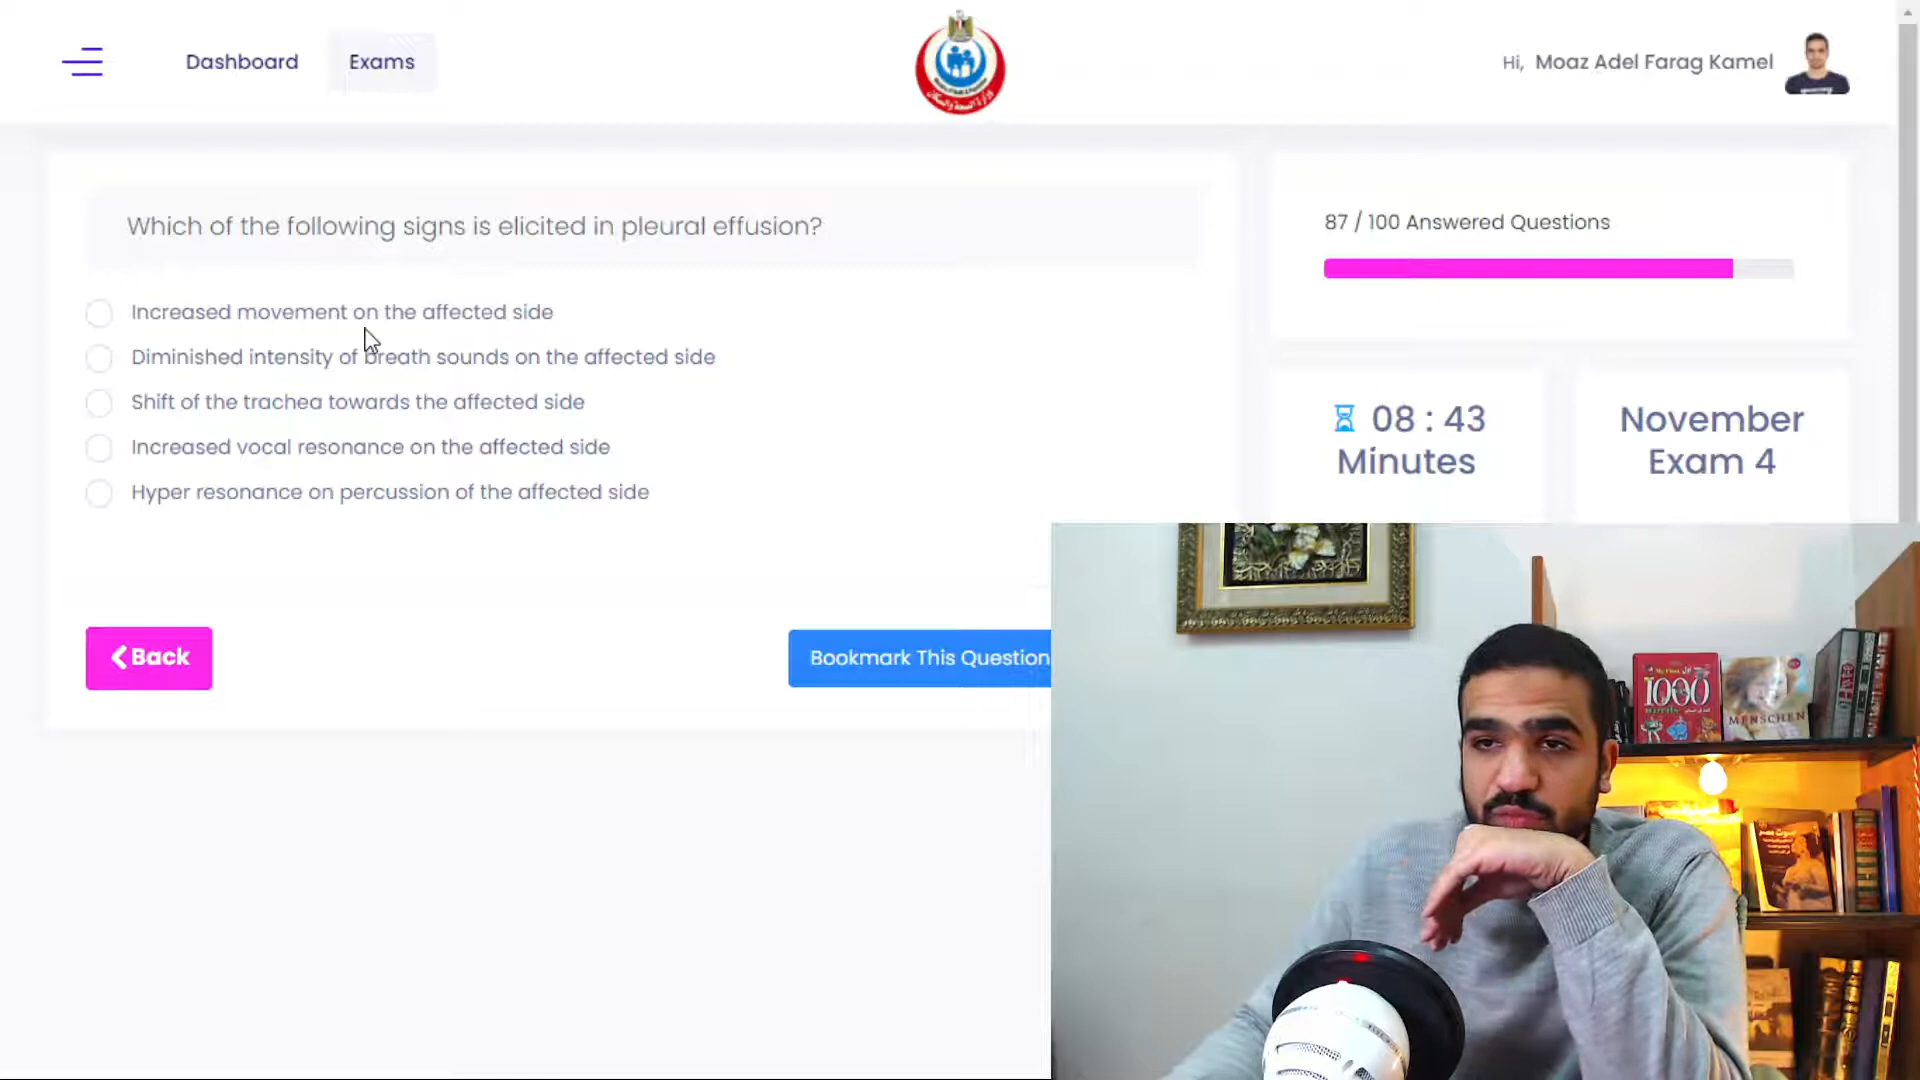 Dashboard
Exams
وزارة الصحة والسكان
Hi, Moaz Adel Farag Kamel
Which of the following signs is elicited in pleural effusion?
Increased movement on the affected side
Diminished intensity of breath sounds on the affected side
Shift of the trachea towards the affected side
Increased vocal resonance on the affected side
Hyper resonance on percussion of the affected side
Back
Bookmark This Question
87 / 100 Answered Questions
08 : 43
Minutes
November
Exam 4
1000
MENSCHEN